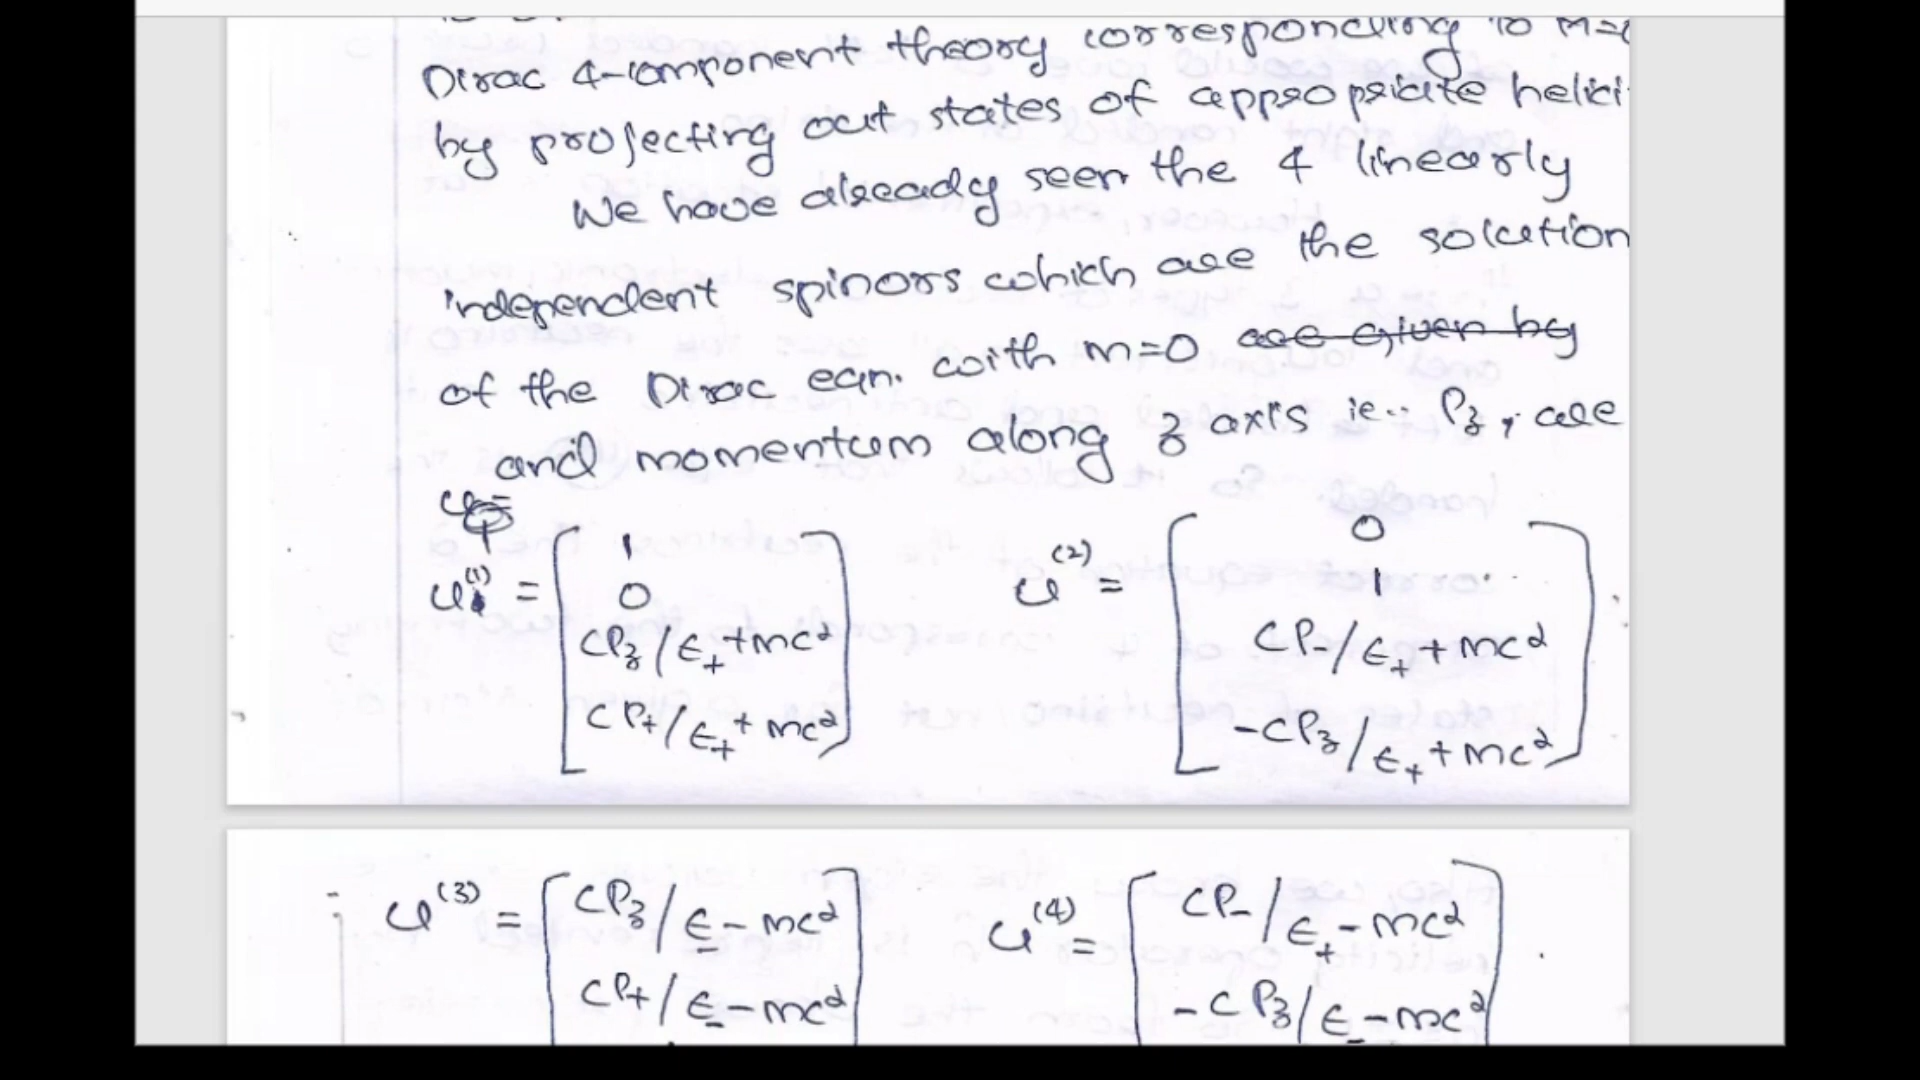 Dirac 4-component theory corresponding to m=
by projecting out states of appropriate helici
We have already seen the 4 linearly
independent spinors which are the solution
of the Dirac eqn. with m=0 are given by
and momentum along z axis ie.. Pz, are
u⁽¹⁾ = [ 1
0
CPz/ϵ₊+mc²
CP₊/ϵ₊+mc² ]
u⁽²⁾ = [ 0
1
CP₋/ϵ₊+mc²
-CPz/ϵ₊+mc² ]
u⁽³⁾ = [ CPz/ϵ₋-mc²
CP₊/ϵ₋-mc²
u⁽⁴⁾ = [ CP₋/ϵ₊-mc²
-CPz/ϵ₋-mc²